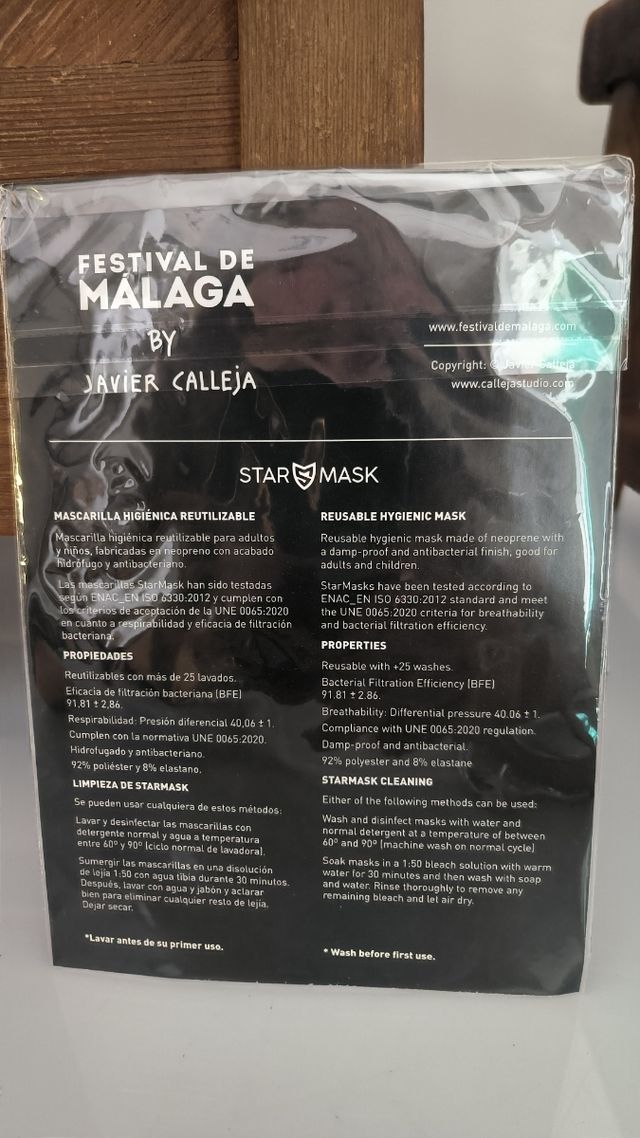 FESTIVAL DE
MÁLAGA
BY
JAVIER CALLEJA
www.festivaldemalaga.com
Copyright: © Javier Calleja
www.callejastudio.com
STAR MASK
MASCARILLA HIGIÉNICA REUTILIZABLE
Mascarilla higiénica reutilizable para adultos
y niños, fabricadas en neopreno con acabado
hidrófugo y antibacteriano.
Las mascarillas StarMask han sido testadas
según ENAC_EN ISO 6330:2012 y cumplen con
los criterios de aceptación de la UNE 0065:2020
en cuanto a respirabilidad y eficacia de filtración
bacteriana.
PROPIEDADES
Reutilizables con más de 25 lavados.
Eficacia de filtración bacteriana (BFE)
91,81 ± 2,86.
Respirabilidad: Presión diferencial 40,06 ± 1.
Cumplen con la normativa UNE 0065:2020.
Hidrofugado y antibacteriano.
92% poliéster y 8% elastano.
LIMPIEZA DE STARMASK
Se pueden usar cualquiera de estos métodos:
Lavar y desinfectar las mascarillas con
detergente normal y agua a temperatura
entre 60º y 90º (ciclo normal de lavadora).
Sumergir las mascarillas en una disolución
de lejía 1:50 con agua tibia durante 30 minutos.
Después, lavar con agua y jabón y aclarar
bien para eliminar cualquier resto de lejía.
Dejar secar.
*Lavar antes de su primer uso.
REUSABLE HYGIENIC MASK
Reusable hygienic mask made of neoprene with
a damp-proof and antibacterial finish, good for
adults and children.
StarMasks have been tested according to
ENAC_EN ISO 6330:2012 standard and meet
the UNE 0065:2020 criteria for breathability
and bacterial filtration efficiency.
PROPERTIES
Reusable with +25 washes.
Bacterial Filtration Efficiency (BFE)
91.81 ± 2.86.
Breathability: Differential pressure 40.06 ± 1.
Compliance with UNE 0065:2020 regulation.
Damp-proof and antibacterial.
92% polyester and 8% elastane
STARMASK CLEANING
Either of the following methods can be used:
Wash and disinfect masks with water and
normal detergent at a temperature of between
60º and 90º (machine wash on normal cycle)
Soak masks in a 1:50 bleach solution with warm
water for 30 minutes and then wash with soap
and water. Rinse thoroughly to remove any
remaining bleach and let air dry.
* Wash before first use.